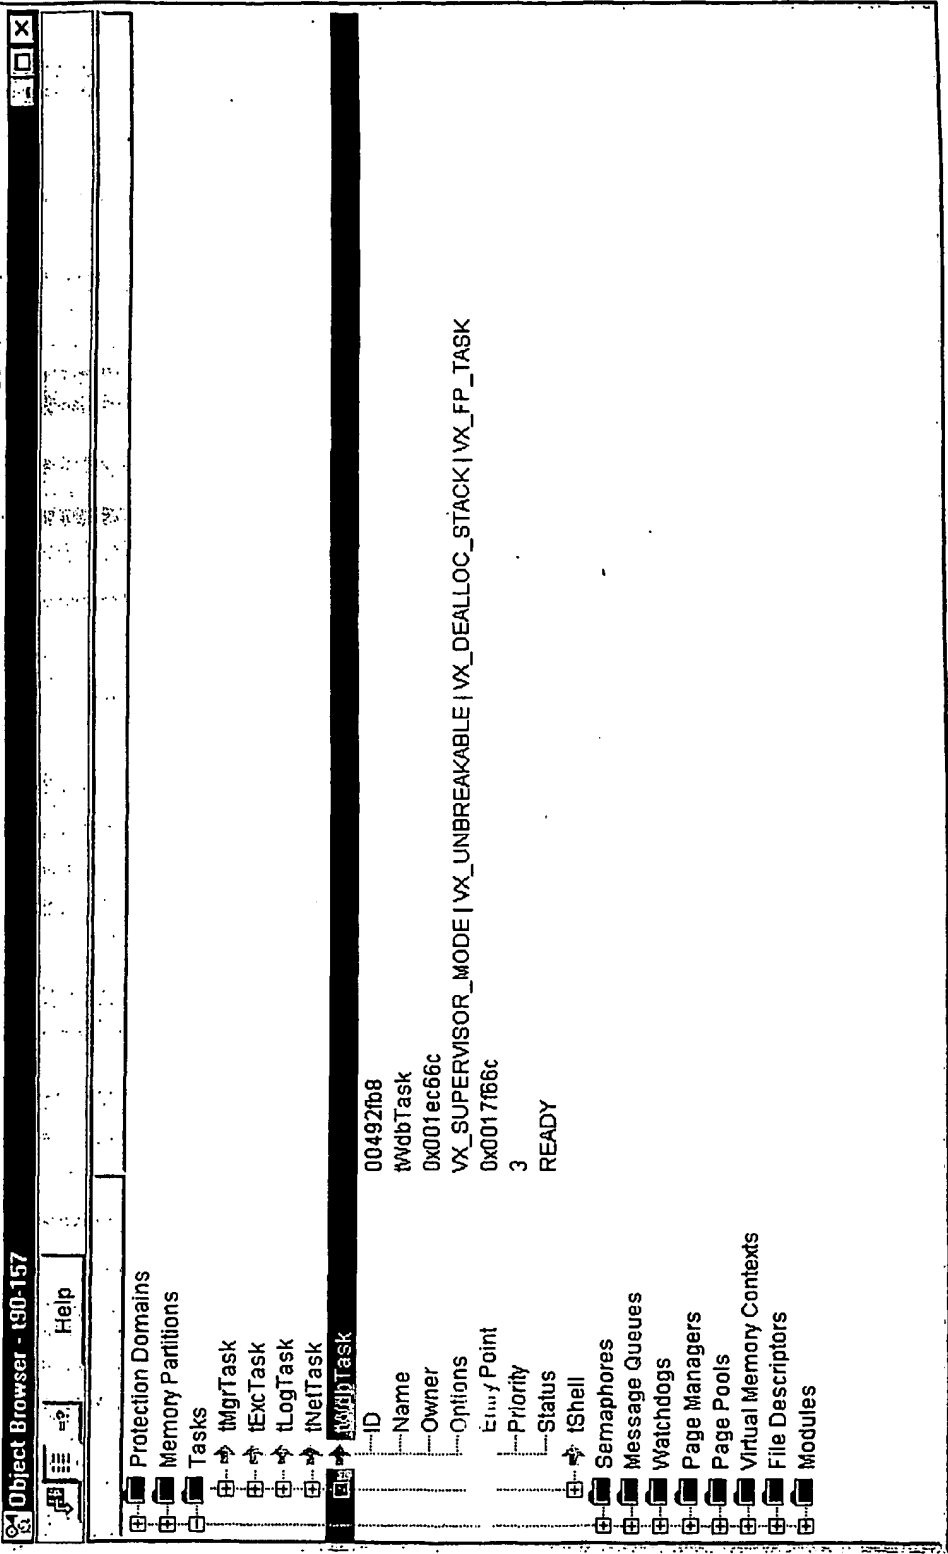 Object Browser - t90-157
Help
Protection Domains
Memory Partitions
Tasks
tMgrTask
tExcTask
tLogTask
tNetTask
tWdbTask
ID 00492fb8
Name tWdbTask
Owner 0x001ec66c
Options VX_SUPERVISOR_MODE | VX_UNBREAKABLE | VX_DEALLOC_STACK | VX_FP_TASK
Entry Point 0x0017f66c
Priority 3
Status READY
tShell
Semaphores
Message Queues
Watchdogs
Page Managers
Page Pools
Virtual Memory Contexts
File Descriptors
Modules